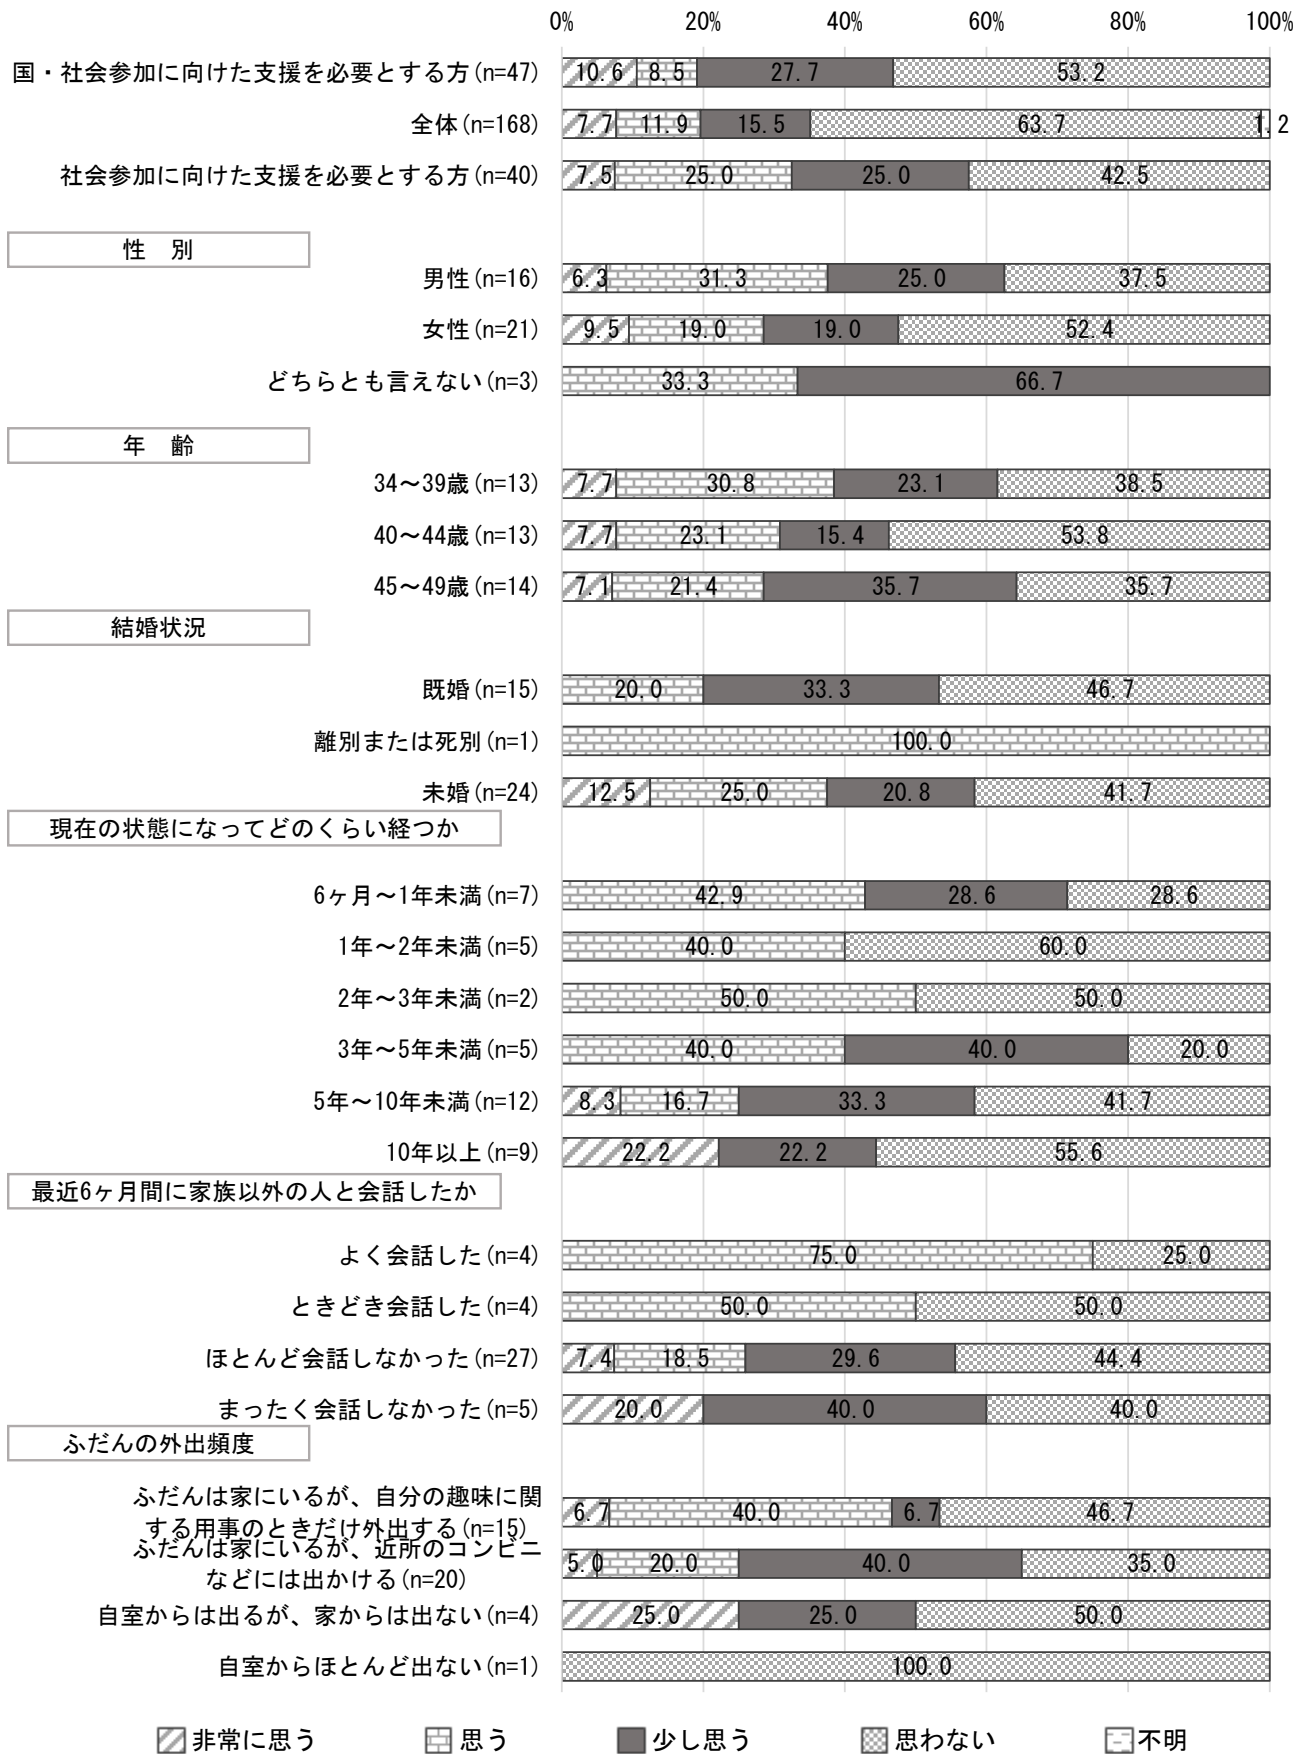 0% 20% 40% 60% 80% 100%
国・社会参加に向けた支援を必要とする方(n=47) 10.6 8.5 27.7 53.2
全体(n=168) 7.7 11.9 15.5 63.7 1.2
社会参加に向けた支援を必要とする方(n=40) 7.5 25.0 25.0 42.5
性　別
男性(n=16) 6.3 31.3 25.0 37.5
女性(n=21) 9.5 19.0 19.0 52.4
どちらとも言えない(n=3) 33.3 66.7
年　齢
34～39歳(n=13) 7.7 30.8 23.1 38.5
40～44歳(n=13) 7.7 23.1 15.4 53.8
45～49歳(n=14) 7.1 21.4 35.7 35.7
結婚状況
既婚(n=15) 20.0 33.3 46.7
離別または死別(n=1) 100.0
未婚(n=24) 12.5 25.0 20.8 41.7
現在の状態になってどのくらい経つか
6ヶ月～1年未満(n=7) 42.9 28.6 28.6
1年～2年未満(n=5) 40.0 60.0
2年～3年未満(n=2) 50.0 50.0
3年～5年未満(n=5) 40.0 40.0 20.0
5年～10年未満(n=12) 8.3 16.7 33.3 41.7
10年以上(n=9) 22.2 22.2 55.6
最近6ヶ月間に家族以外の人と会話したか
よく会話した(n=4) 75.0 25.0
ときどき会話した(n=4) 50.0 50.0
ほとんど会話しなかった(n=27) 7.4 18.5 29.6 44.4
まったく会話しなかった(n=5) 20.0 40.0 40.0
ふだんの外出頻度
ふだんは家にいるが、自分の趣味に関
する用事のときだけ外出する(n=15) 6.7 40.0 6.7 46.7
ふだんは家にいるが、近所のコンビニ
などには出かける(n=20) 5.0 20.0 40.0 35.0
自室からは出るが、家からは出ない(n=4) 25.0 25.0 50.0
自室からほとんど出ない(n=1) 100.0
非常に思う 思う 少し思う 思わない 不明